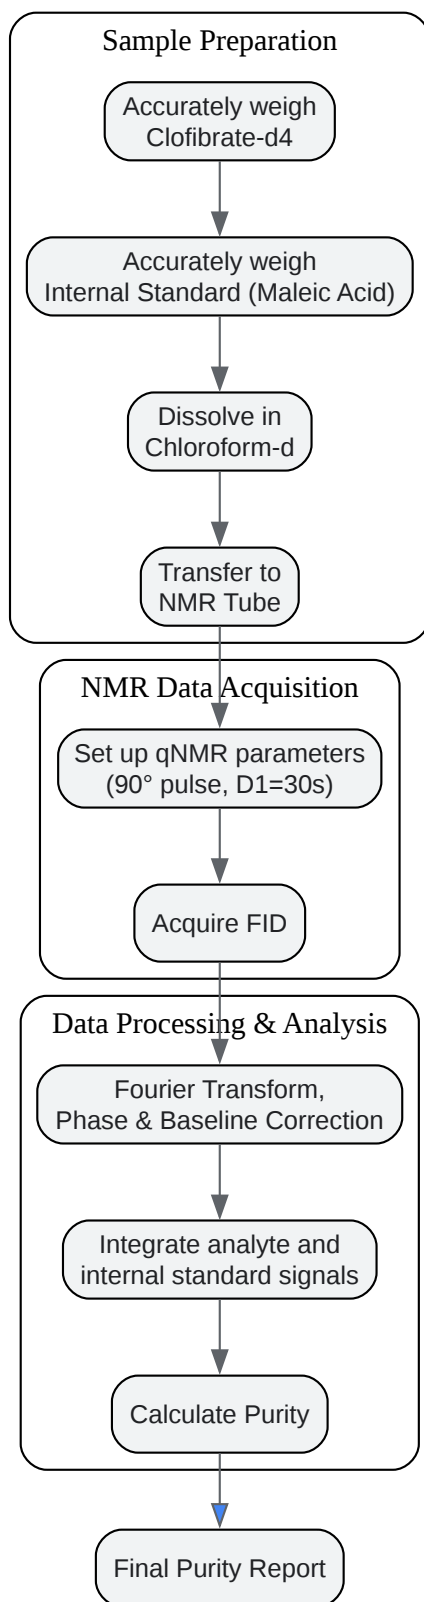 Sample Preparation
Accurately weigh
Clofibrate-d4
Accurately weigh
Internal Standard (Maleic Acid)
Dissolve in
Chloroform-d
Transfer to
NMR Tube
NMR Data Acquisition
Set up qNMR parameters
(90° pulse, D1=30s)
Acquire FID
Data Processing & Analysis
Fourier Transform,
Phase & Baseline Correction
Integrate analyte and
internal standard signals
Calculate Purity
Final Purity Report